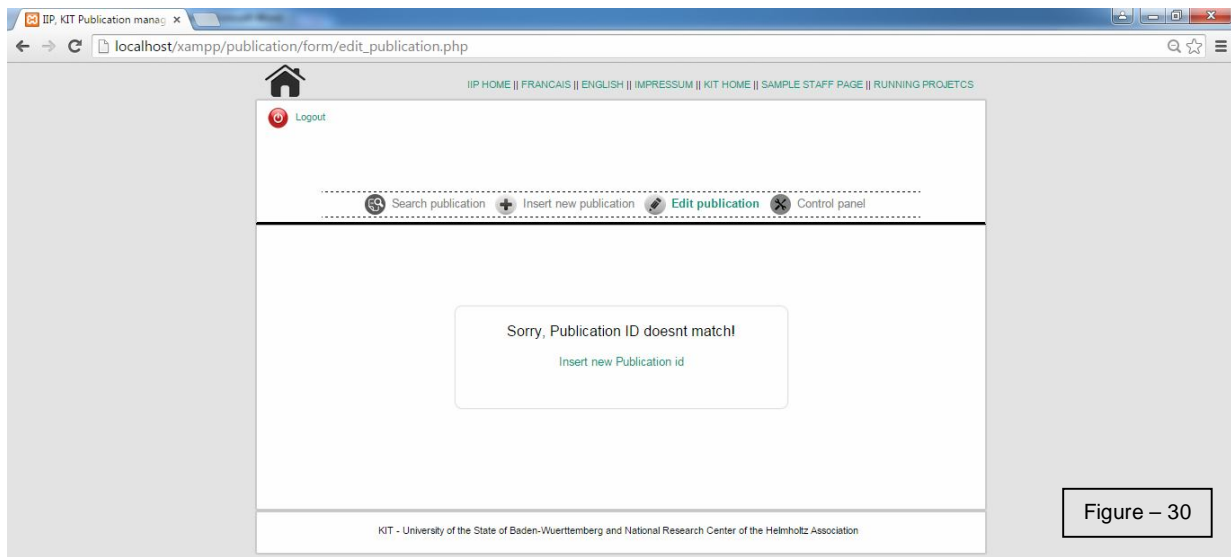 IIP, KIT Publication manag
localhost/xampp/publication/form/edit_publication.php
IIP HOME || FRANCAIS || ENGLISH || IMPRESSUM || KIT HOME || SAMPLE STAFF PAGE || RUNNING PROJETCS
Logout
Search publication Insert new publication Edit publication Control panel
Sorry, Publication ID doesnt match!
Insert new Publication id
Figure – 30
KIT - University of the State of Baden-Wuerttemberg and National Research Center of the Helmholtz Association